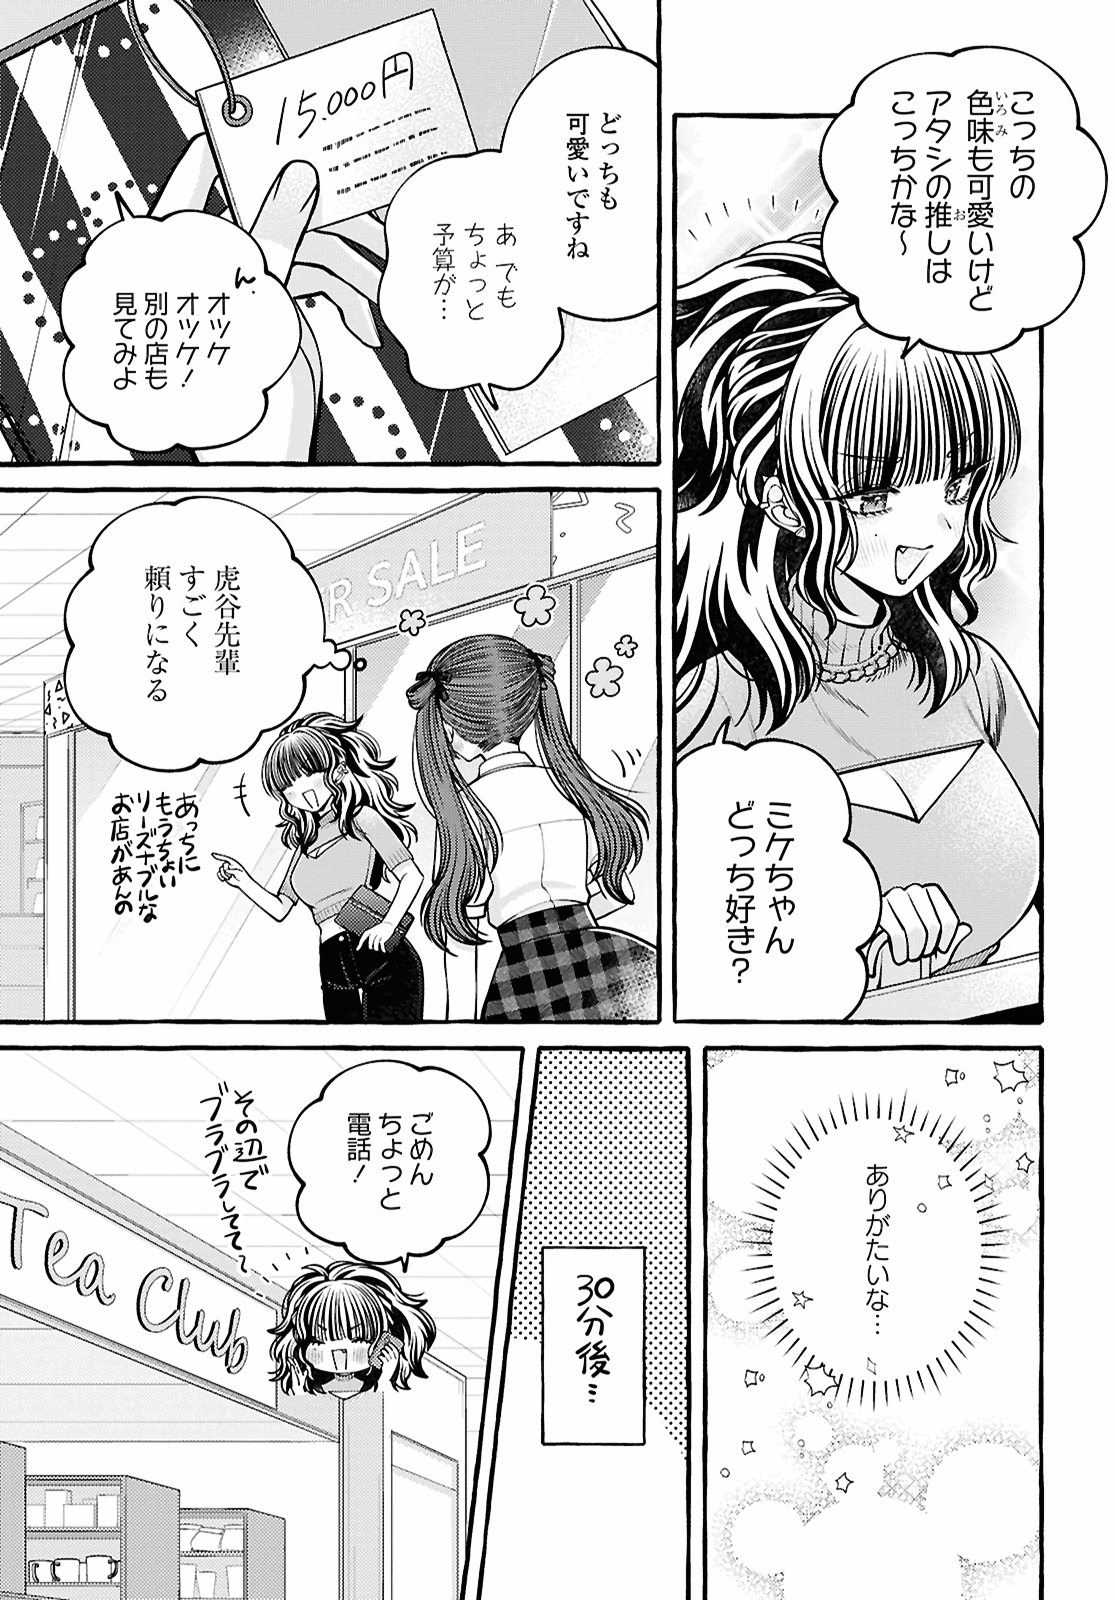 こっちの
色味も可愛いけど
いろみ
アタシの推しは
お
こっちかな～
ミケちゃん
どっち好き？
どっちも
可愛いですね
あ でも
ちょっと
予算が…
15.000円
ん.
オッケ
オッケ！
別の店も
見てみよ
R SALE
虎谷先輩
すごく
頼りになる
あっちに
もうちょい
リーズナブルな
お店があんの
ありがたいな…
30分後…
ごめん
ちょっと
電話！
その辺で
ブラブラしてて～
Tea Club